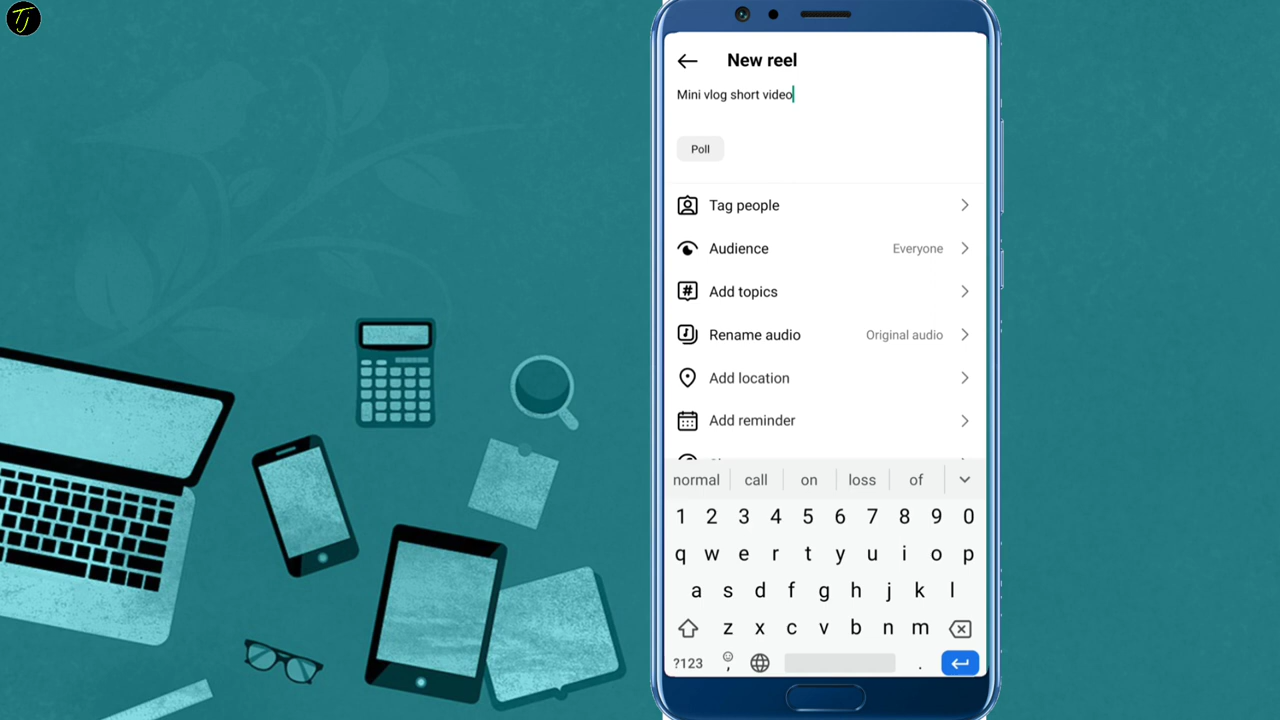 TJ
New reel
Mini vlog short video
Poll
Tag people
Audience Everyone
Add topics
Rename audio Original audio
Add location
Add reminder
normal call on loss of
1 2 3 4 5 6 7 8 9 0
q w e r t y u i o p
a s d f g h j k l
z x c v b n m
?123 , .